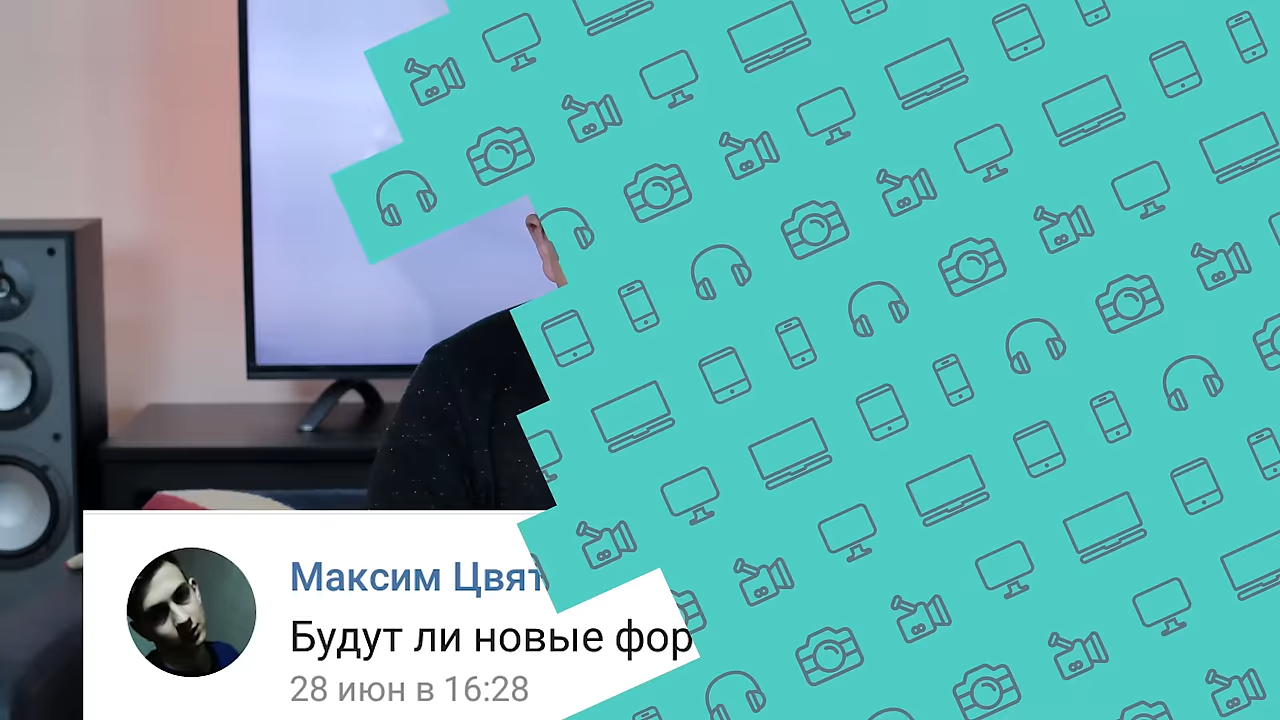 Максим Цвят
Будут ли новые фор
28 июн в 16:28